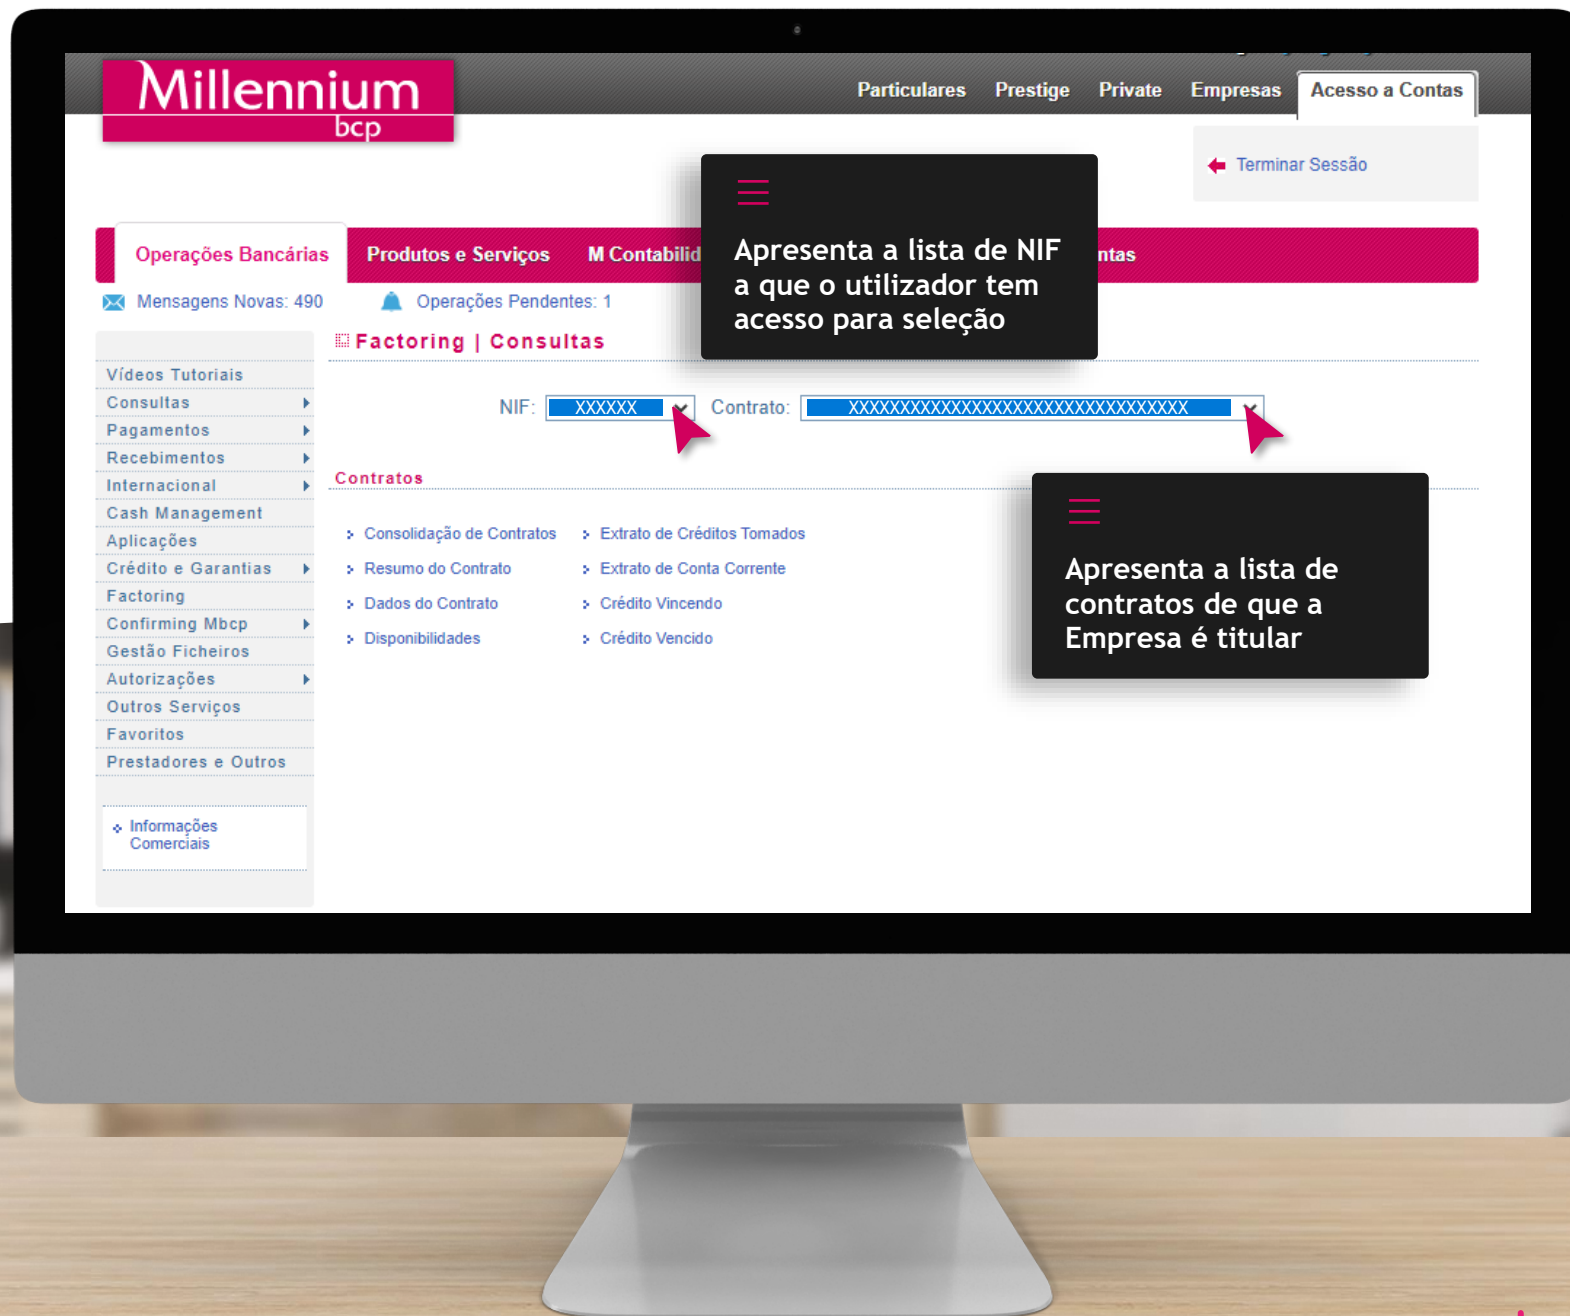 Millennium
bcp
Particulares Prestige Private Empresas Acesso a Contas
Terminar Sessão
Operações Bancárias Produtos e Serviços M Contabilid ntas
Apresenta a lista de NIF
a que o utilizador tem
acesso para seleção
Mensagens Novas: 490 Operações Pendentes: 1
Factoring | Consultas
NIF: XXXXXX Contrato: XXXXXXXXXXXXXXXXXXXXXXXXXXXXXXXXX
Vídeos Tutoriais
Consultas
Pagamentos
Recebimentos
Internacional
Cash Management
Aplicações
Crédito e Garantias
Factoring
Confirming Mbcp
Gestão Ficheiros
Autorizações
Outros Serviços
Favoritos
Prestadores e Outros
Informações
Comerciais
Contratos
Consolidação de Contratos Extrato de Créditos Tomados
Resumo do Contrato Extrato de Conta Corrente
Dados do Contrato Crédito Vincendo
Disponibilidades Crédito Vencido
Apresenta a lista de
contratos de que a
Empresa é titular